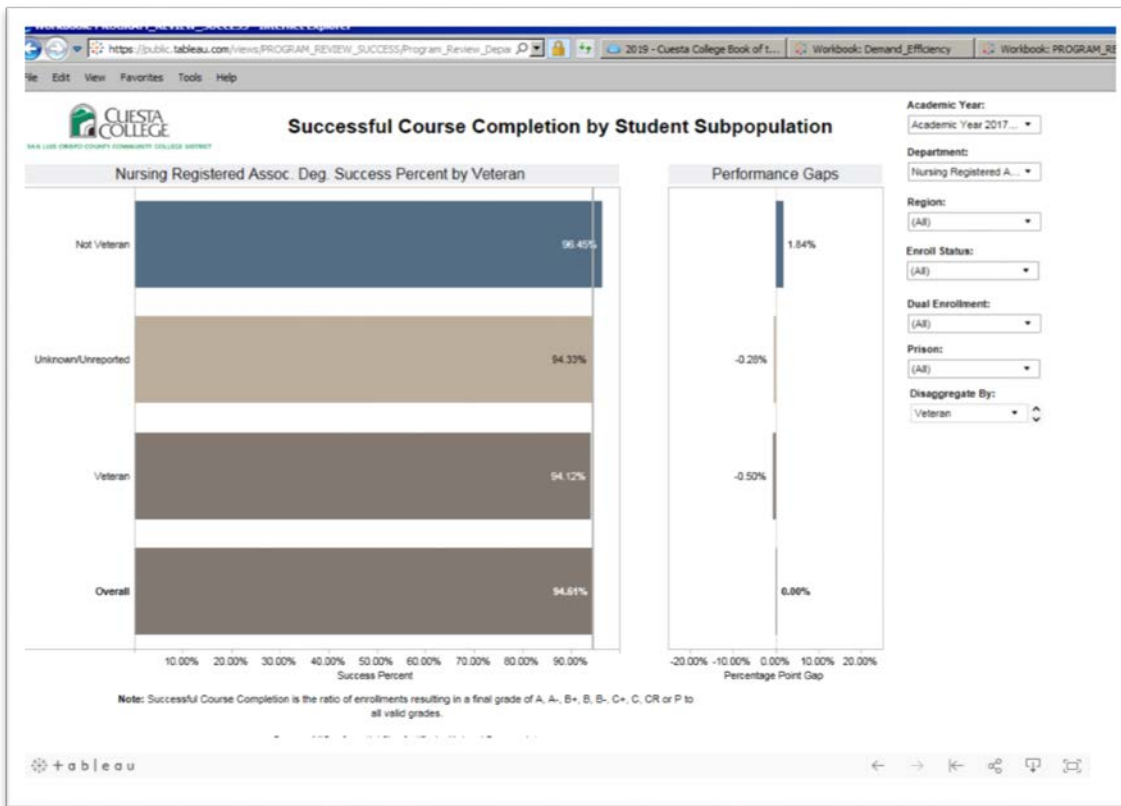 https://public.tableau.com/views/PROGRAM_REVIEW_SUCCESS/Program_Review_Depa
2019 - Cuesta College Book of t...
Workbook: Demand_Efficiency
Workbook: PROGRAM_RE
File Edit View Favorites Tools Help
CUESTA
COLLEGE
SAN LUIS OBISPO COUNTY COMMUNITY COLLEGE DISTRICT
Successful Course Completion by Student Subpopulation
Nursing Registered Assoc. Deg. Success Percent by Veteran
Performance Gaps
Not Veteran
96.45%
1.84%
Unknown/Unreported
94.33%
-0.28%
Veteran
94.12%
-0.50%
Overall
94.61%
0.00%
10.00% 20.00% 30.00% 40.00% 50.00% 60.00% 70.00% 80.00% 90.00%
Success Percent
-20.00% -10.00% 0.00% 10.00% 20.00%
Percentage Point Gap
Note: Successful Course Completion is the ratio of enrollments resulting in a final grade of A, A-, B+, B, B-, C+, C, CR or P to
all valid grades.
Academic Year:
Academic Year 2017...
Department:
Nursing Registered A...
Region:
(All)
Enroll Status:
(All)
Dual Enrollment:
(All)
Prison:
(All)
Disaggregate By:
Veteran
+ableau